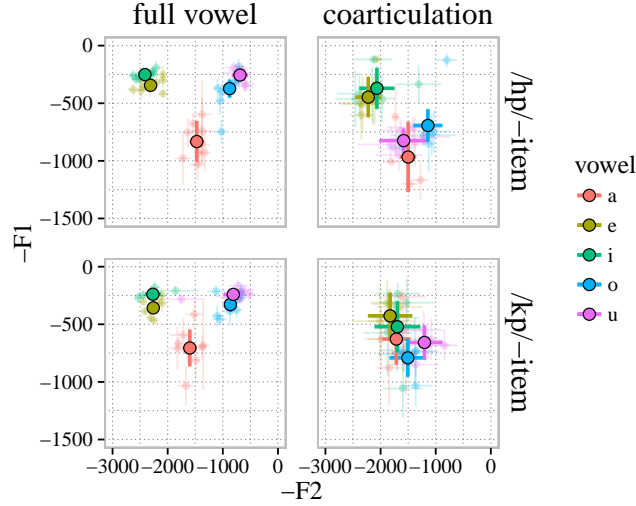 full vowel coarticulation
0
−500
−1000
−1500
/hp/−item
0
−500
−1000
−1500
/kp/−item
−3000 −2000 −1000 0 −3000 −2000 −1000 0
−F2
−F1
vowel
a
e
i
o
u